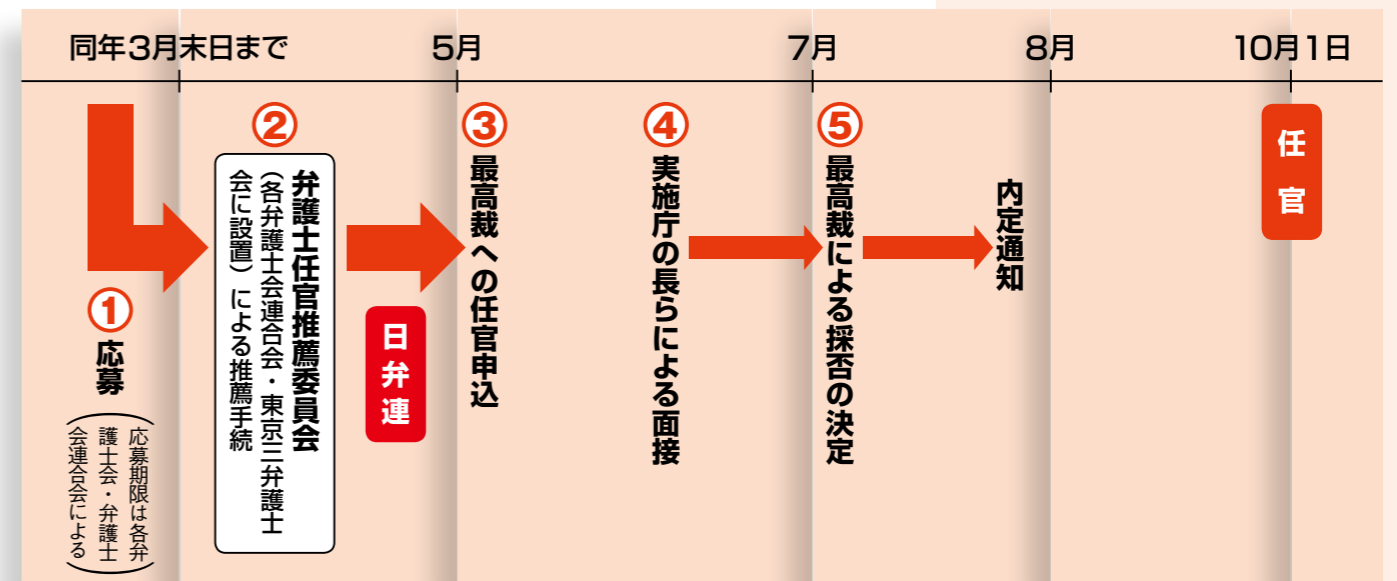 同年3月末日まで
5月
7月
8月
10月1日
①
応募
（応募期限は各弁
護士会・弁護士
会連合会による）
②
弁護士任官推薦委員会
（各弁護士会連合会・東京三弁護士
会に設置）による推薦手続
日弁連
③
最高裁への任官申込
④
実施庁の長らによる面接
⑤
最高裁による採否の決定
内定通知
任官